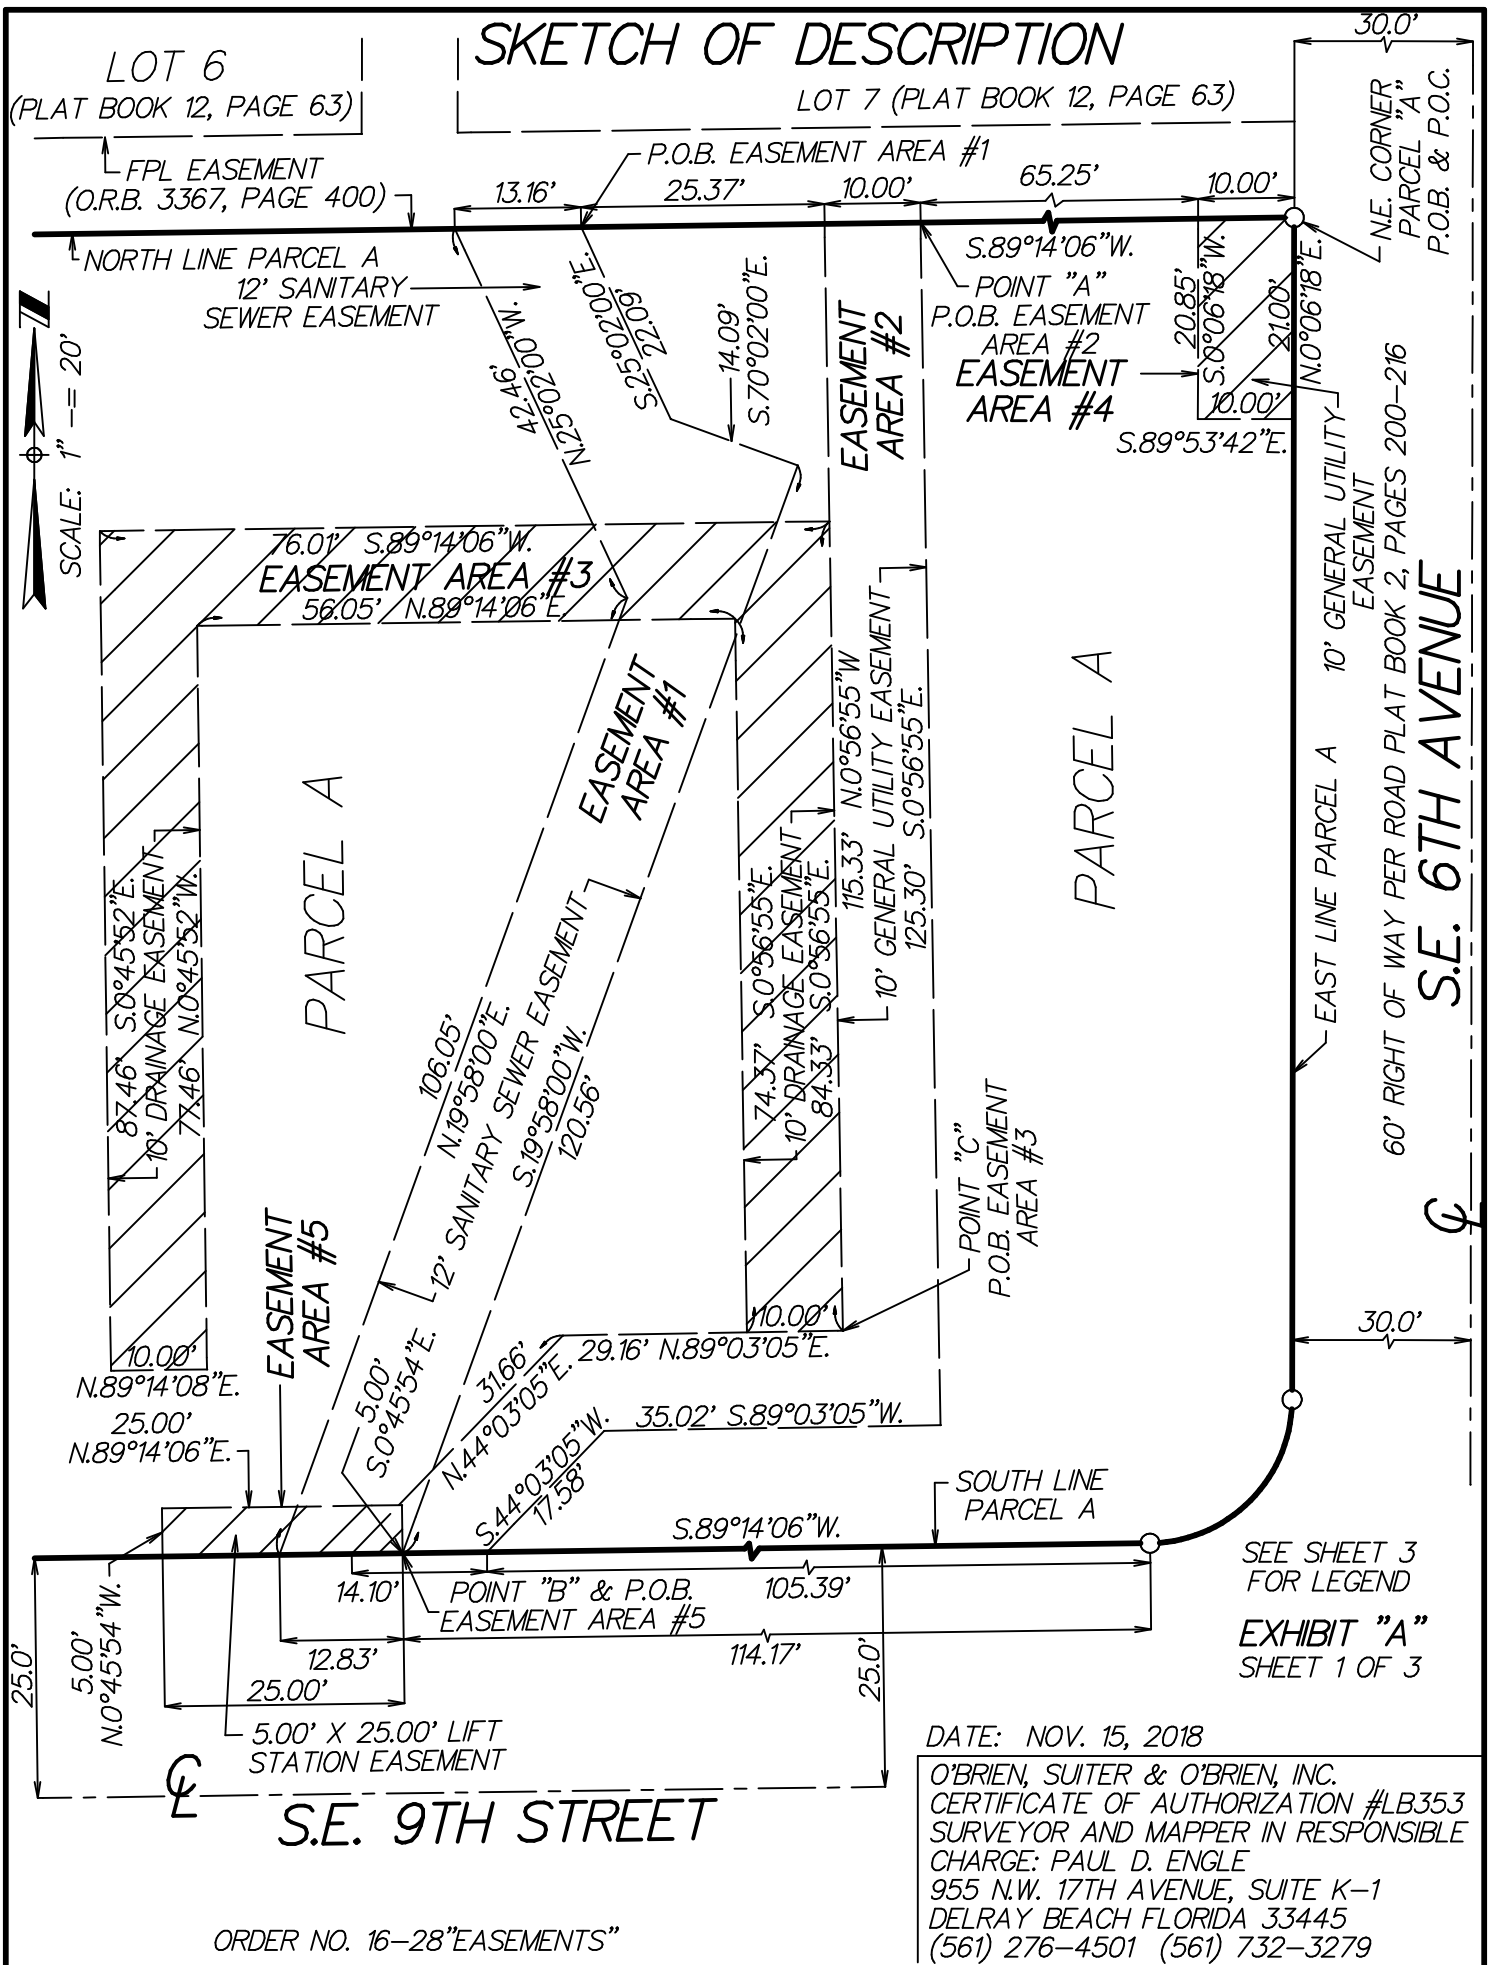 SKETCH OF DESCRIPTION
30.0'
LOT 6
(PLAT BOOK 12, PAGE 63)
LOT 7 (PLAT BOOK 12, PAGE 63)
N.E. CORNER
PARCEL "A"
P.O.B. & P.O.C.
FPL EASEMENT
(O.R.B. 3367, PAGE 400)
P.O.B. EASEMENT AREA #1
13.16'
25.37'
10.00'
65.25'
10.00'
NORTH LINE PARCEL A
12' SANITARY
SEWER EASEMENT
S.89°14'06"W.
POINT "A"
P.O.B. EASEMENT
AREA #2
EASEMENT
AREA #4
20.85'
S.0°06'18"W.
21.00'
N.0°06'18"E.
10.00'
S.89°53'42"E.
SCALE: 1" -= 20'
42.46'
N.25°02'00"W.
S.25°02'00"E.
22.09'
14.09'
S.70°02'00"E.
EASEMENT
AREA #2
10' GENERAL UTILITY
EASEMENT
60' RIGHT OF WAY PER ROAD PLAT BOOK 2, PAGES 200-216
S.E. 6TH AVENUE
76.01' S.89°14'06"W.
EASEMENT AREA #3
56.05' N.89°14'06"E.
EASEMENT
AREA #1
115.33' N.0°56'55"W
10' GENERAL UTILITY EASEMENT
125.30' S.0°56'55"E.
PARCEL A
PARCEL A
EAST LINE PARCEL A
87.46' S.0°45'52"E.
10' DRAINAGE EASEMENT
77.46' N.0°45'52"W.
106.05'
N.19°58'00"E.
12' SANITARY SEWER EASEMENT
S.19°58'00"W.
120.56'
74.37' S.0°56'55"E.
10' DRAINAGE EASEMENT
84.33' S.0°56'55"E.
POINT "C"
P.O.B. EASEMENT
AREA #3
CL
EASEMENT
AREA #5
10.00'
N.89°14'08"E.
25.00'
N.89°14'06"E.
5.00'
S.0°45'54"E.
31.66'
N.44°03'05"E.
10.00'
29.16' N.89°03'05"E.
30.0'
35.02' S.89°03'05"W.
S.44°03'05"W.
17.58'
SOUTH LINE
PARCEL A
S.89°14'06"W.
SEE SHEET 3
FOR LEGEND
14.10'
POINT "B" & P.O.B.
EASEMENT AREA #5
105.39'
EXHIBIT "A"
SHEET 1 OF 3
25.0'
5.00'
N.0°45'54"W.
12.83'
114.17'
25.0'
25.00'
5.00' X 25.00' LIFT
STATION EASEMENT
CL
S.E. 9TH STREET
DATE: NOV. 15, 2018
O'BRIEN, SUITER & O'BRIEN, INC.
CERTIFICATE OF AUTHORIZATION #LB353
SURVEYOR AND MAPPER IN RESPONSIBLE
CHARGE: PAUL D. ENGLE
955 N.W. 17TH AVENUE, SUITE K-1
DELRAY BEACH FLORIDA 33445
(561) 276-4501 (561) 732-3279
ORDER NO. 16-28"EASEMENTS"